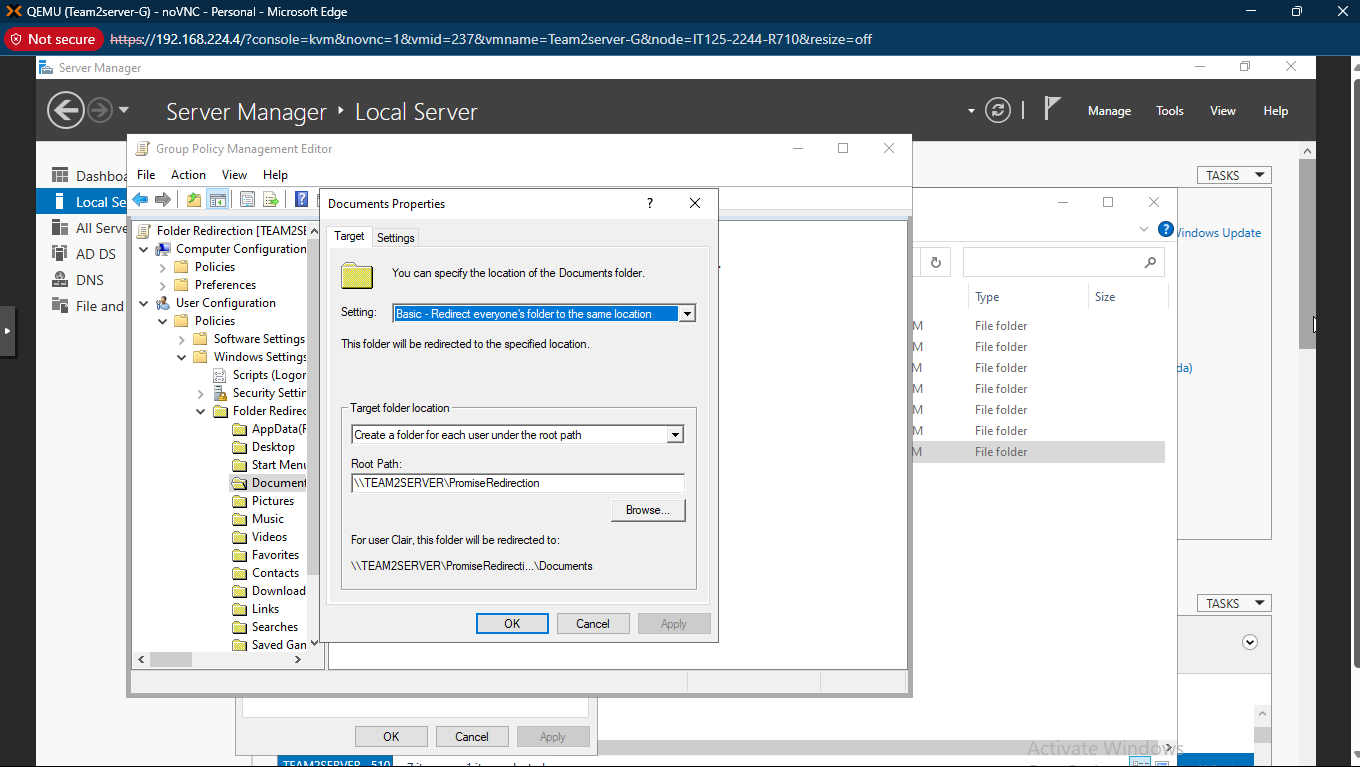 QEMU (Team2server-G) - noVNC - Personal - Microsoft Edge
Not secure https://192.168.224.4/?console=kvm&novnc=1&vmid=237&vmname=Team2server-G&node=IT125-2244-R710&resize=off
Server Manager
Server Manager Local Server
Manage Tools View Help
Group Policy Management Editor
File Action View Help
Dashboa
Local Se
All Serve
AD DS
DNS
File and
TASKS
Windows Update
Type Size
File folder
File folder
File folder
File folder
File folder
File folder
File folder
M
M
M
M
M
M
M
da)
Folder Redirection [TEAM2SE
Computer Configuration
Policies
Preferences
User Configuration
Policies
Software Settings
Windows Settings
Scripts (Logon
Security Settin
Folder Redirec
AppData(R
Desktop
Start Menu
Document
Pictures
Music
Videos
Favorites
Contacts
Download
Links
Searches
Saved Gam
Documents Properties
Target Settings
You can specify the location of the Documents folder.
Setting: Basic - Redirect everyone's folder to the same location
This folder will be redirected to the specified location.
Target folder location
Create a folder for each user under the root path
Root Path:
\\TEAM2SERVER\PromiseRedirection
Browse...
For user Clair, this folder will be redirected to:
\\TEAM2SERVER\PromiseRedirecti...\Documents
OK Cancel Apply
TASKS
OK Cancel Apply
Activate Windows
TEAM2SERVER